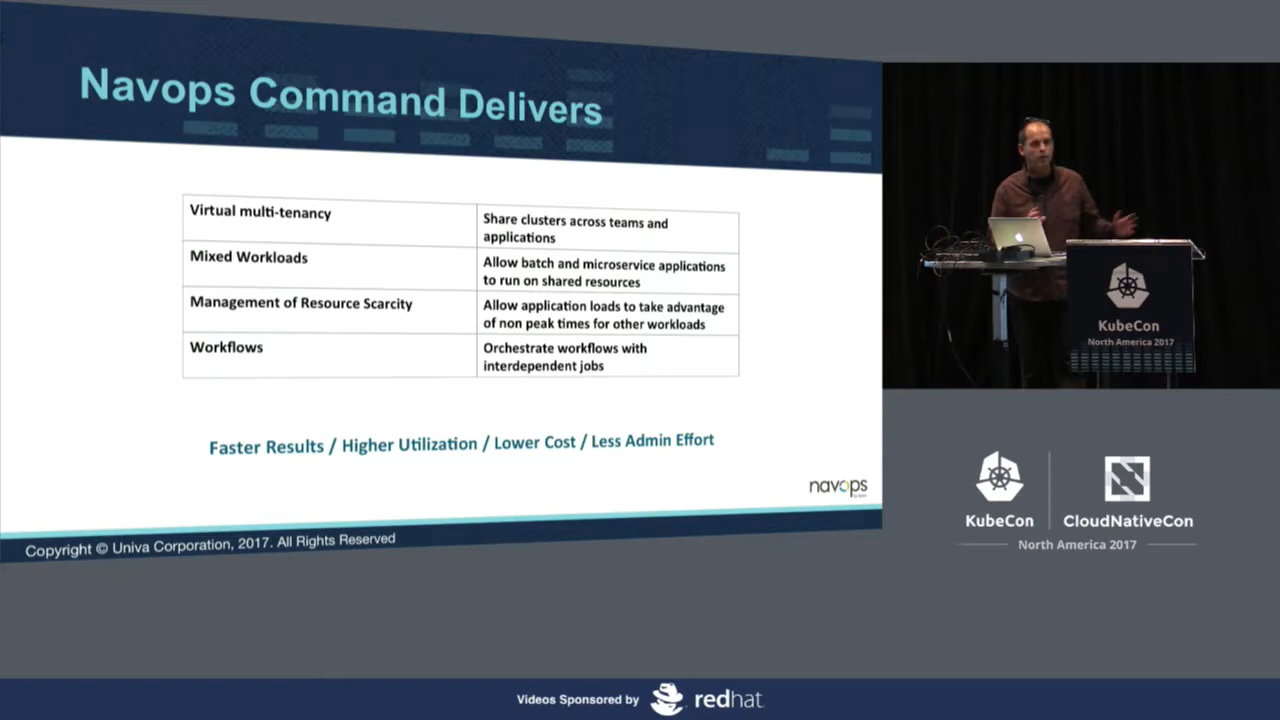 Navops Command Delivers
Virtual multi-tenancy
Share clusters across teams and
applications
Mixed Workloads
Allow batch and microservice applications
to run on shared resources
Management of Resource Scarcity
Allow application loads to take advantage
of non peak times for other workloads
Workflows
Orchestrate workflows with
interdependent jobs
Faster Results / Higher Utilization / Lower Cost / Less Admin Effort
navops
Copyright © Univa Corporation, 2017. All Rights Reserved
KubeCon
North America 2017
KubeCon
CloudNativeCon
North America 2017
Videos Sponsored by
redhat